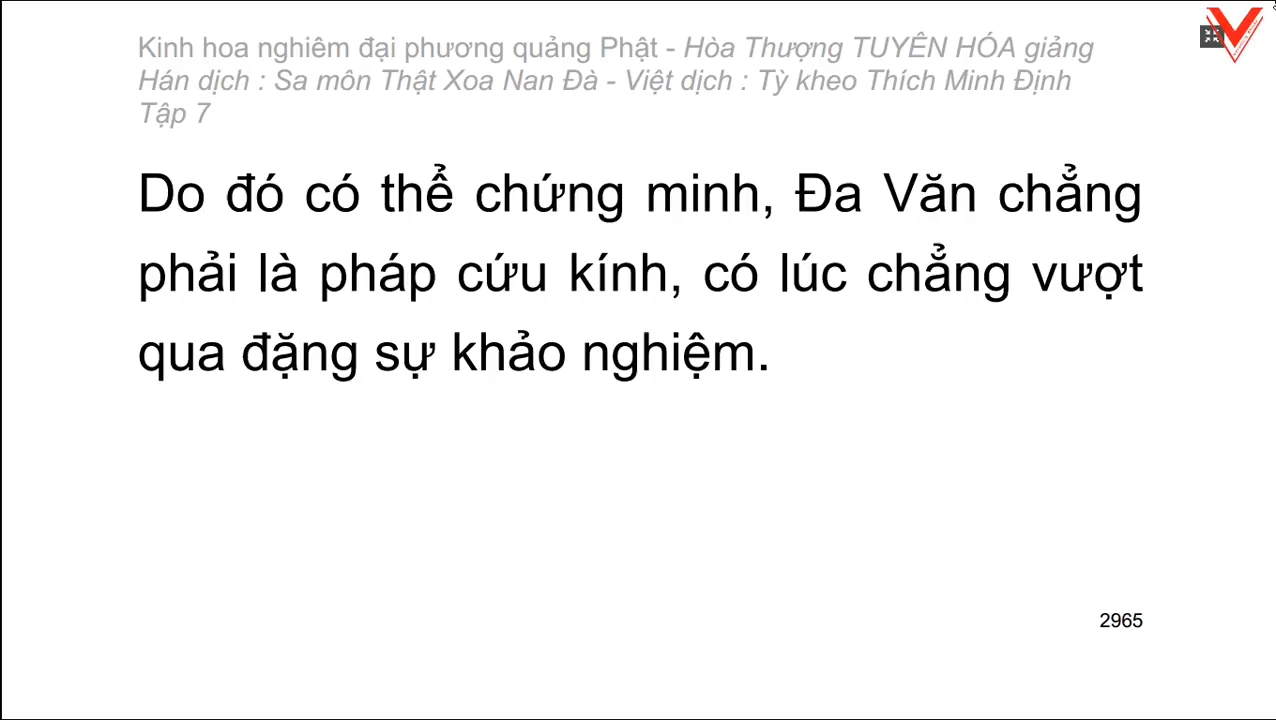 Kinh hoa nghiêm đại phương quảng Phật - Hòa Thượng TUYÊN HÓA giảng
Hán dịch : Sa môn Thật Xoa Nan Đà - Việt dịch : Tỳ kheo Thích Minh Định
Tập 7
Do đó có thể chứng minh, Đa Văn chẳng
phải là pháp cứu kính, có lúc chẳng vượt
qua đặng sự khảo nghiệm.
2965